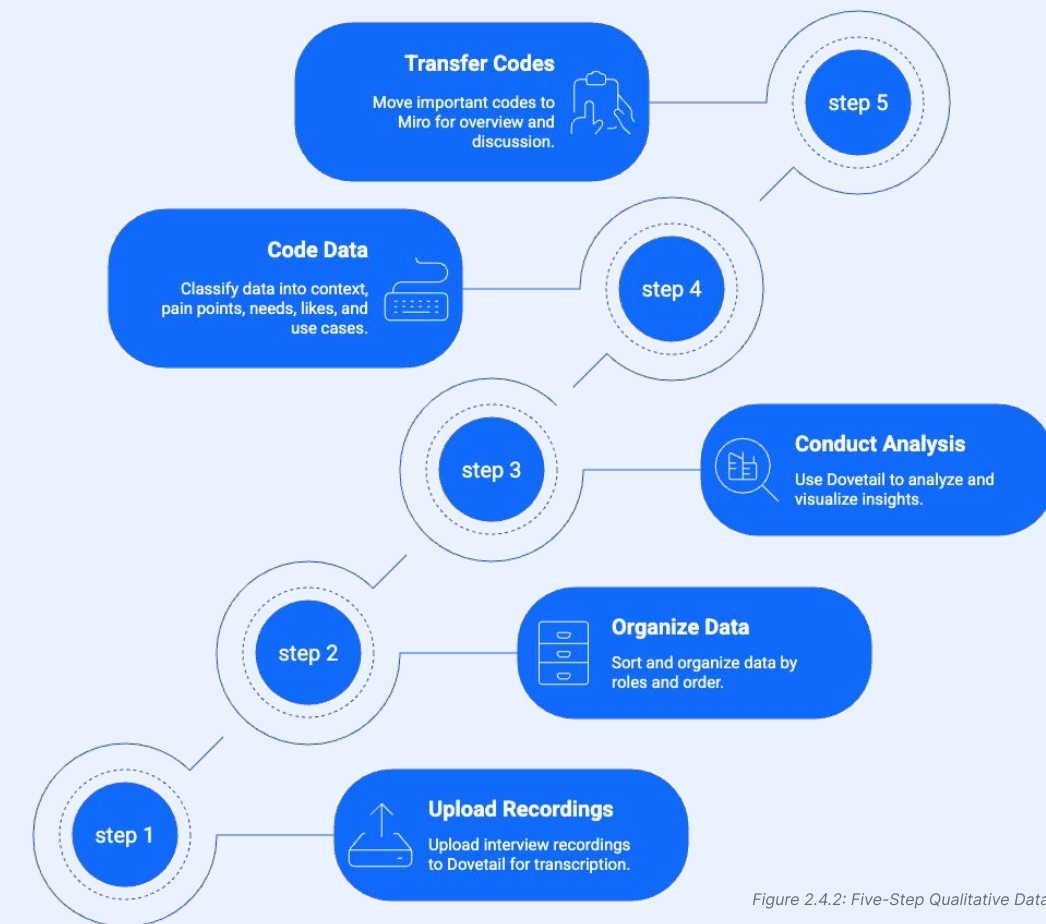 Transfer Codes
Move important codes to
Miro for overview and
discussion.
step 5
Code Data
Classify data into context,
pain points, needs, likes, and
use cases.
step 4
step 3
Conduct Analysis
Use Dovetail to analyze and
visualize insights.
step 2
Organize Data
Sort and organize data by
roles and order.
step 1
Upload Recordings
Upload interview recordings
to Dovetail for transcription.
Figure 2.4.2: Five-Step Qualitative Data